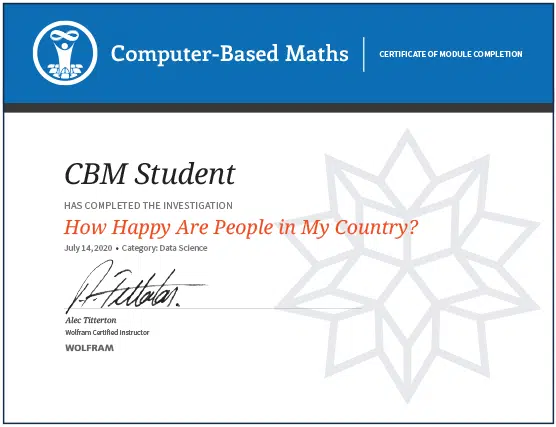 Computer-Based Maths
CERTIFICATE OF MODULE COMPLETION
CBM Student
HAS COMPLETED THE INVESTIGATION
How Happy Are People in My Country?
July 14, 2020 • Category: Data Science
A. Titterton.
Alec Titterton
Wolfram Certified Instructor
WOLFRAM